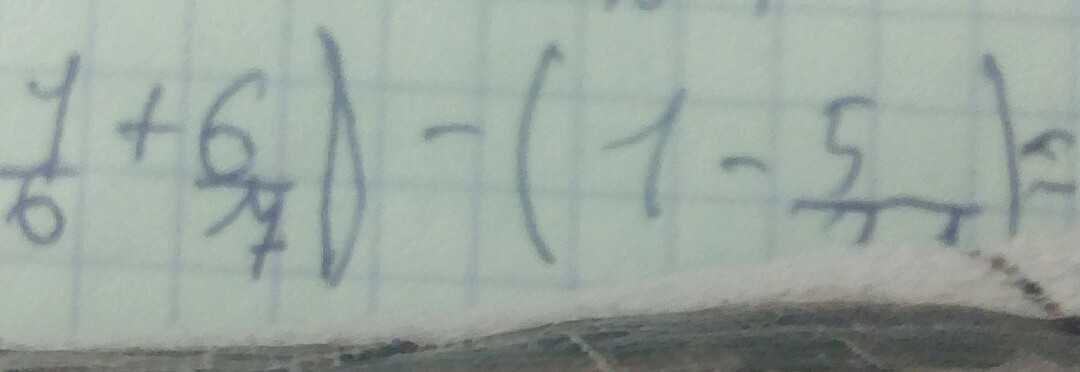 1/6 + 6/7) - (1 - 5/